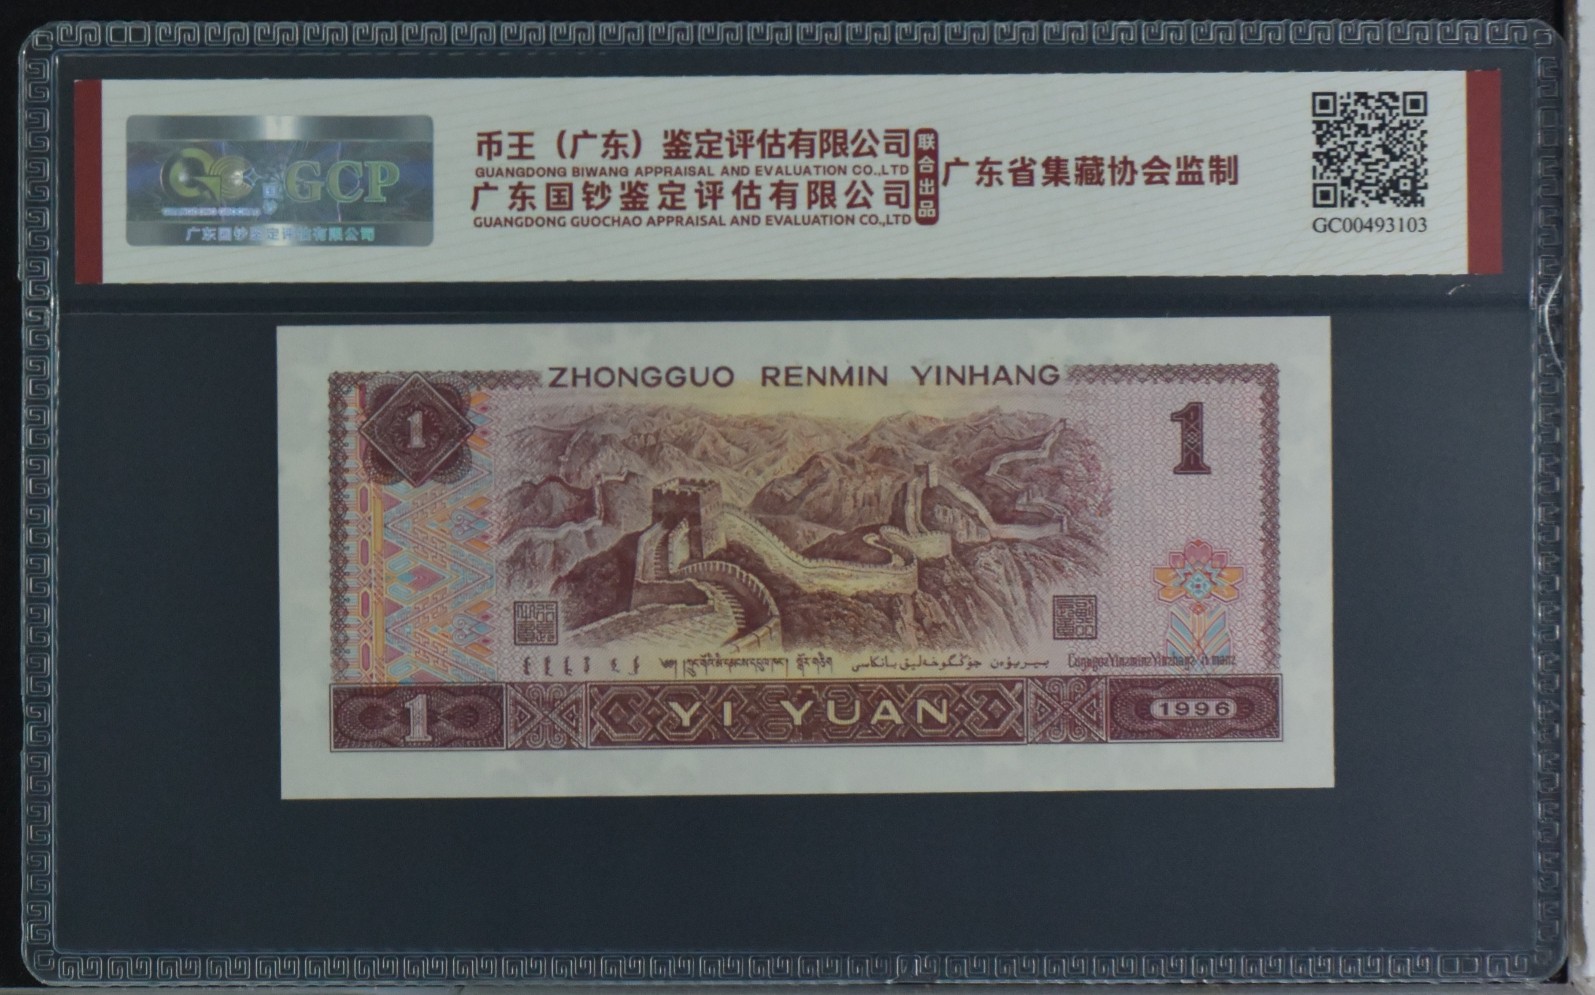 GCP
广东国钞鉴定评估有限公司
币王（广东）鉴定评估有限公司
GUANGDONG BIWANG APPRAISAL AND EVALUATION CO.,LTD
广东国钞鉴定评估有限公司
GUANGDONG GUOCHAO APPRAISAL AND EVALUATION CO.,LTD
联合出品
广东省集藏协会监制
GC00493103
ZHONGGUO RENMIN YINHANG
1
1
1
YI YUAN
1996